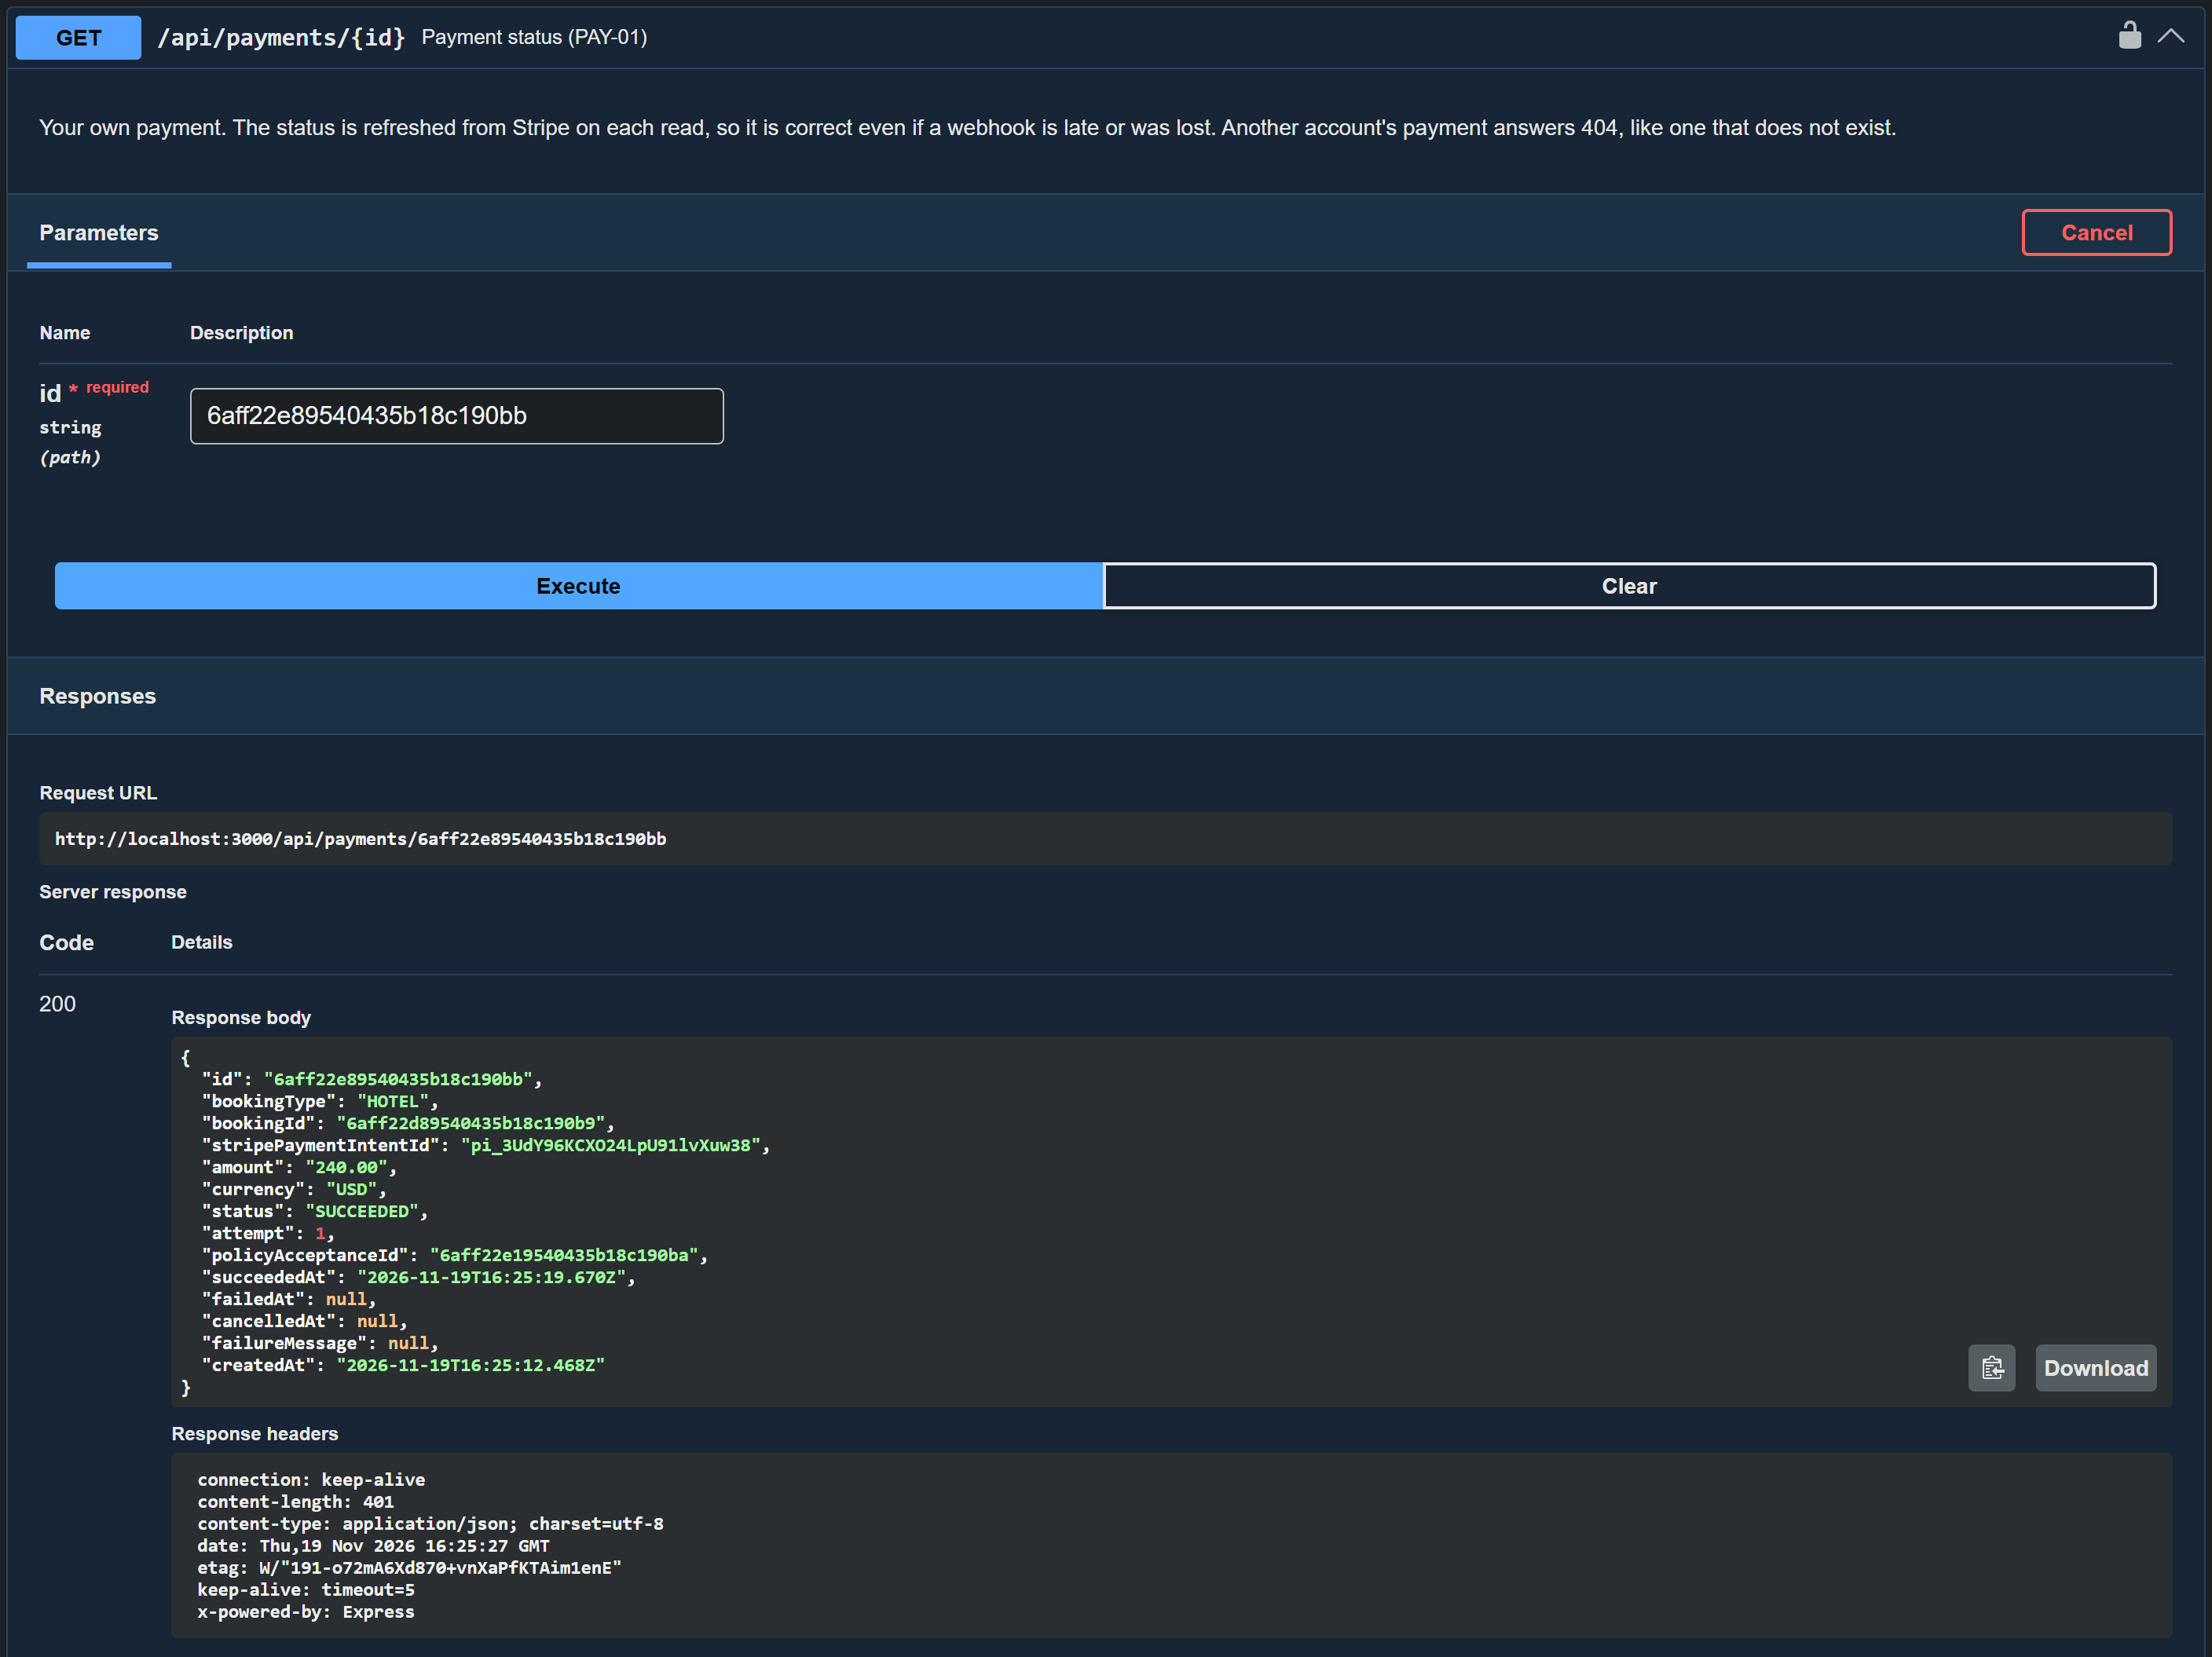 GET /api/payments/{id} Payment status (PAY-01)
Your own payment. The status is refreshed from Stripe on each read, so it is correct even if a webhook is late or was lost. Another account's payment answers 404, like one that does not exist.
Parameters
Cancel
Name Description
id * required
string
(path)
6aff22e89540435b18c190bb
Execute
Clear
Responses
Request URL
http://localhost:3000/api/payments/6aff22e89540435b18c190bb
Server response
Code Details
200
Response body
{
  "id": "6aff22e89540435b18c190bb",
  "bookingType": "HOTEL",
  "bookingId": "6aff22d89540435b18c190b9",
  "stripePaymentIntentId": "pi_3UdY96KCXO24LpU91lvXuw38",
  "amount": "240.00",
  "currency": "USD",
  "status": "SUCCEEDED",
  "attempt": 1,
  "policyAcceptanceId": "6aff22e19540435b18c190ba",
  "succeededAt": "2026-11-19T16:25:19.670Z",
  "failedAt": null,
  "cancelledAt": null,
  "failureMessage": null,
  "createdAt": "2026-11-19T16:25:12.468Z"
}
Download
Response headers
connection: keep-alive
content-length: 401
content-type: application/json; charset=utf-8
date: Thu,19 Nov 2026 16:25:27 GMT
etag: W/"191-o72mA6Xd870+vnXaPfKTAim1enE"
keep-alive: timeout=5
x-powered-by: Express